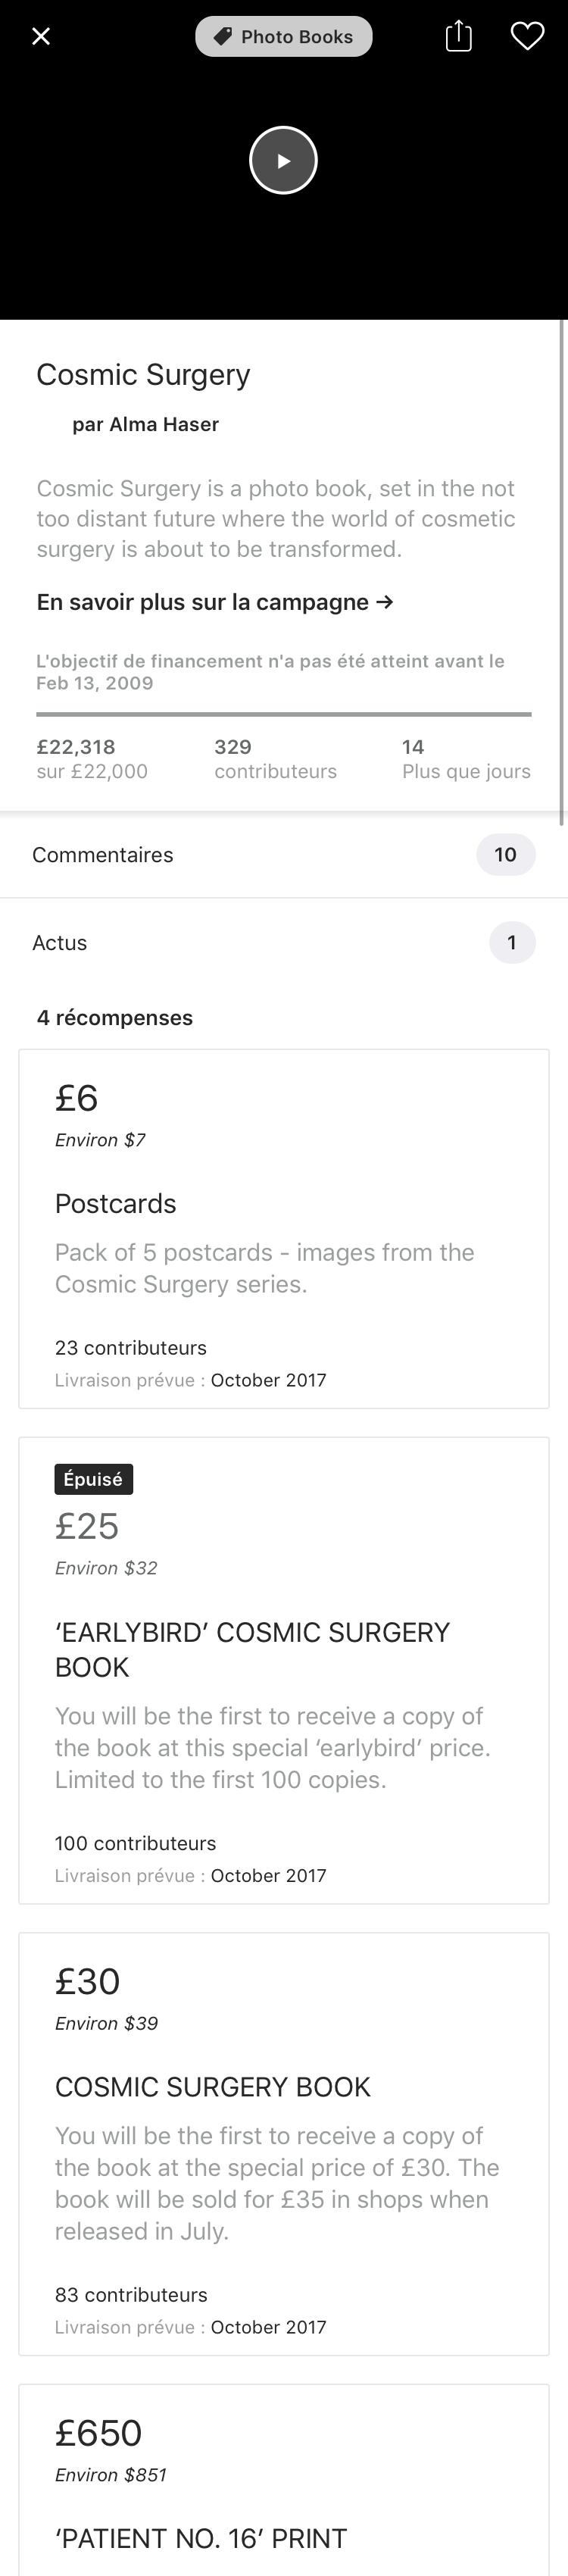 Photo Books
Cosmic Surgery
par Alma Haser
Cosmic Surgery is a photo book, set in the not
too distant future where the world of cosmetic
surgery is about to be transformed.
En savoir plus sur la campagne →
L'objectif de financement n'a pas été atteint avant le
Feb 13, 2009
£22,318
sur £22,000
329
contributeurs
14
Plus que jours
Commentaires
10
Actus
1
4 récompenses
£6
Environ $7
Postcards
Pack of 5 postcards - images from the
Cosmic Surgery series.
23 contributeurs
Livraison prévue : October 2017
Épuisé
£25
Environ $32
‘EARLYBIRD’ COSMIC SURGERY
BOOK
You will be the first to receive a copy of
the book at this special ‘earlybird’ price.
Limited to the first 100 copies.
100 contributeurs
Livraison prévue : October 2017
£30
Environ $39
COSMIC SURGERY BOOK
You will be the first to receive a copy of
the book at the special price of £30. The
book will be sold for £35 in shops when
released in July.
83 contributeurs
Livraison prévue : October 2017
£650
Environ $851
‘PATIENT NO. 16’ PRINT